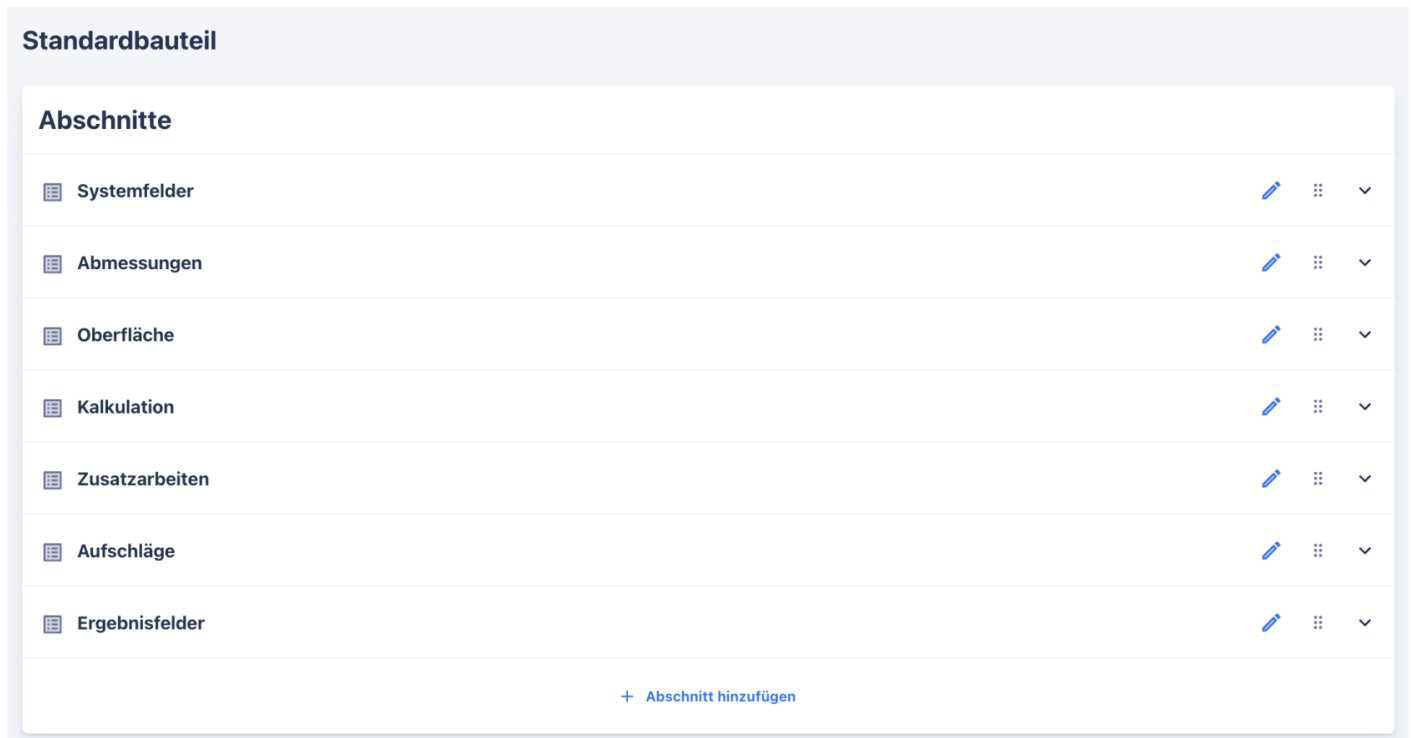 Standardbauteil
Abschnitte
Systemfelder
Abmessungen
Oberfläche
Kalkulation
Zusatzarbeiten
Aufschläge
Ergebnisfelder
+ Abschnitt hinzufügen